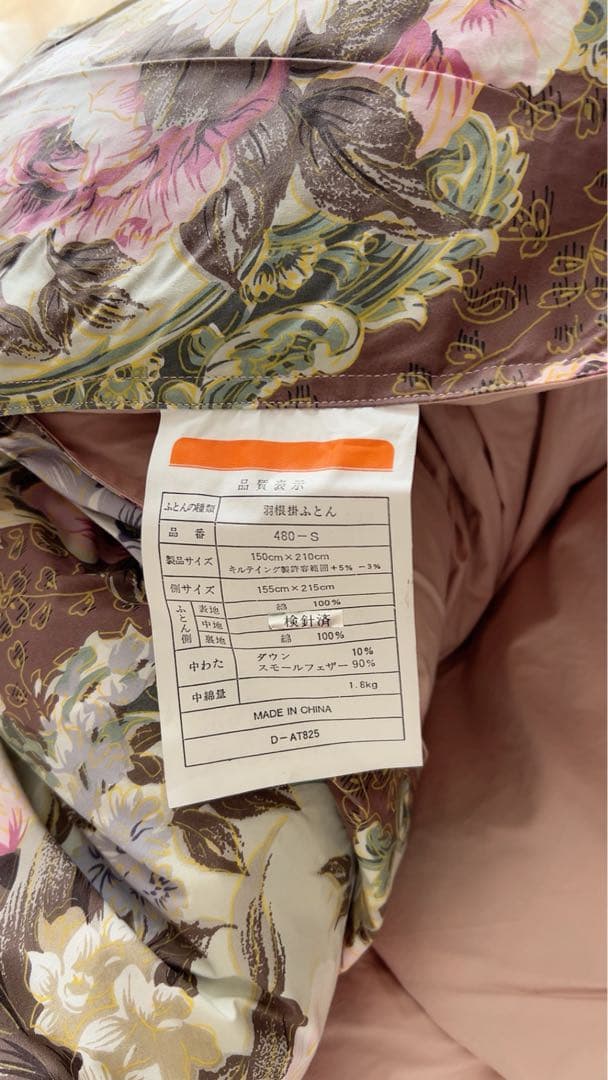 品質表示
ふとんの種類 羽根掛ふとん
品番 480-S
製品サイズ 150cm×210cm
キルテイング製許容範囲+5% -3%
側サイズ 155cm×215cm
ふとん側 表地 綿 100%
中地 検針済
裏地 綿 100%
中わた ダウン 10%
スモールフェザー 90%
中綿量 1.8kg
MADE IN CHINA
D-AT825